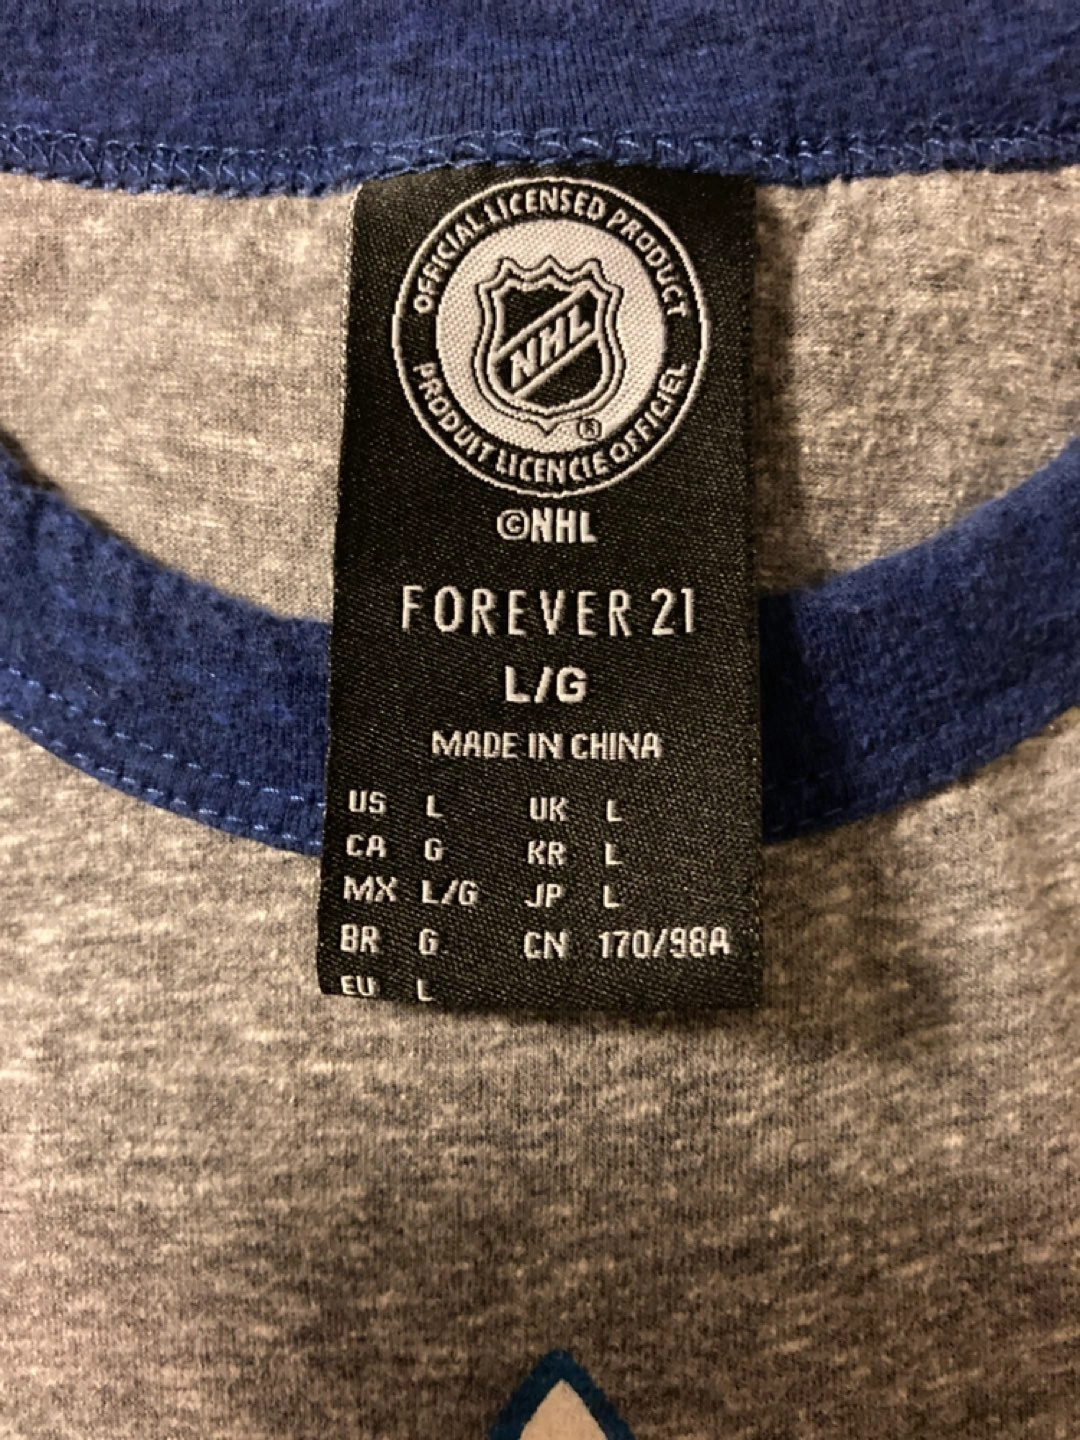 OFFICIAL LICENSED PRODUCT
NHL
®
PRODUIT LICENCIE OFFICIEL
©NHL
FOREVER 21
L/G
MADE IN CHINA
US L UK L
CA G KR L
MX L/G JP L
BR G CN 170/98A
EU L